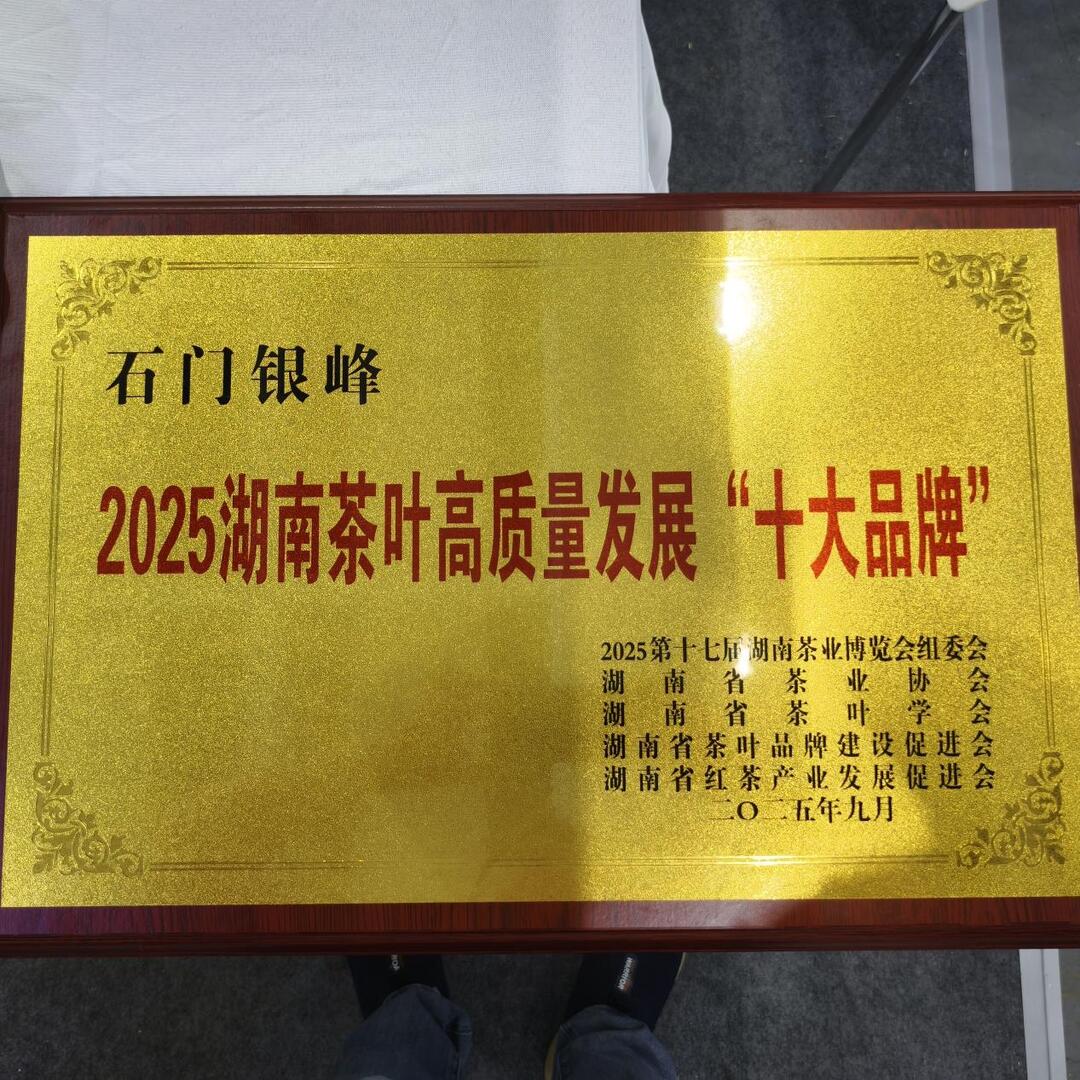 石门银峰
2025湖南茶叶高质量发展“十大品牌”
2025第十七届湖南茶业博览会组委会
湖南省茶业协会
湖南省茶叶学会
湖南省茶叶品牌建设促进会
湖南省红茶产业发展促进会
二〇二五年九月
WARRIOR